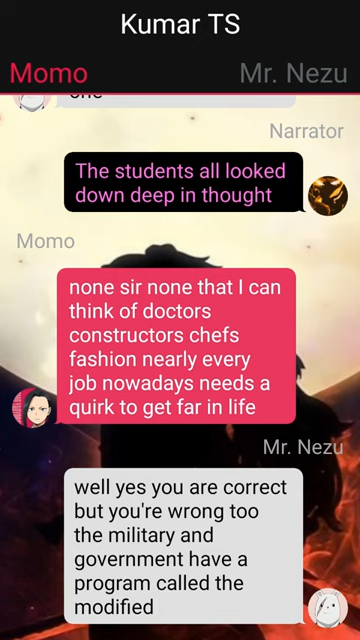 Kumar TS
Momo Mr. Nezu
one
Narrator
The students all looked
down deep in thought
Momo
none sir none that I can
think of doctors
constructors chefs
fashion nearly every
job nowadays needs a
quirk to get far in life
Mr. Nezu
well yes you are correct
but you're wrong too
the military and
government have a
program called the
modified